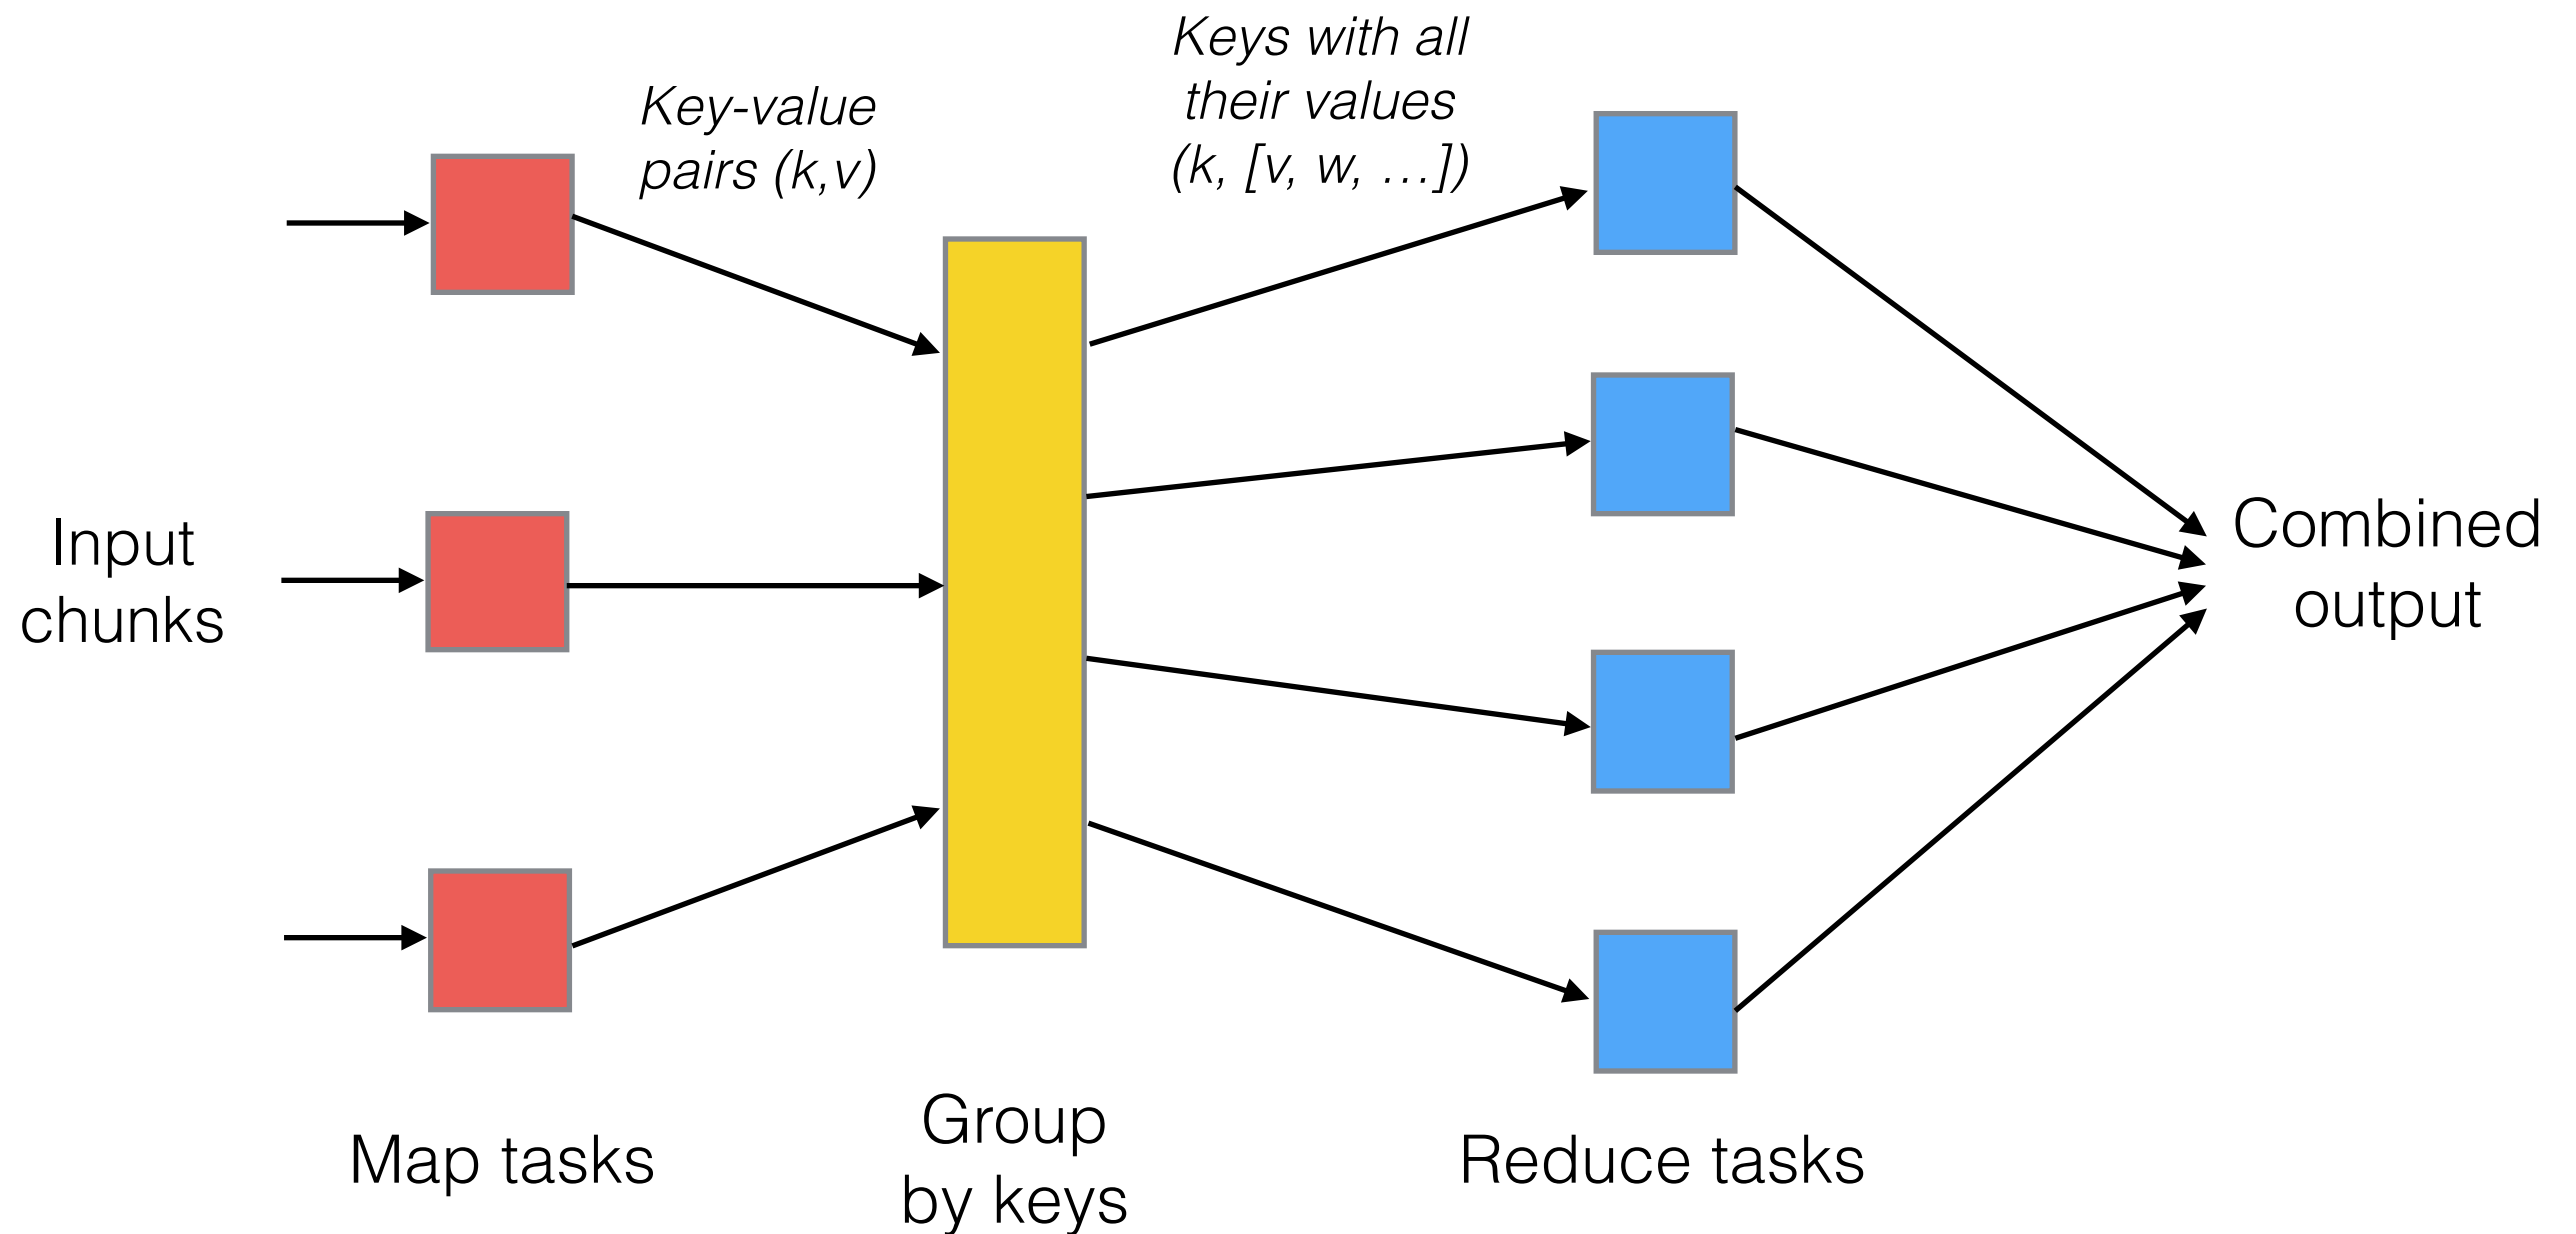 Keys with all
their values
(k, [v, w, …])
Key-value
pairs (k,v)
Input
chunks
Combined
output
Map tasks
Group
by keys
Reduce tasks